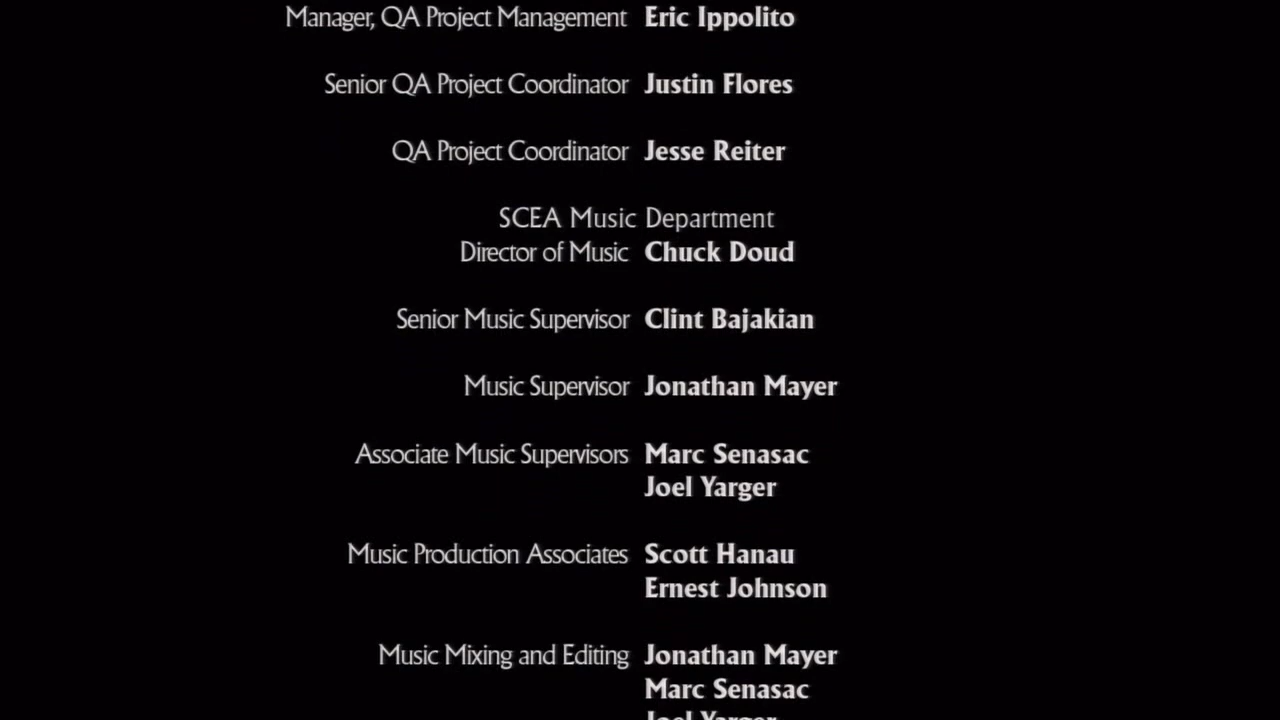 Manager, QA Project Management Eric Ippolito
Senior QA Project Coordinator Justin Flores
QA Project Coordinator Jesse Reiter
SCEA Music Department
Director of Music Chuck Doud
Senior Music Supervisor Clint Bajakian
Music Supervisor Jonathan Mayer
Associate Music Supervisors Marc Senasac
Joel Yarger
Music Production Associates Scott Hanau
Ernest Johnson
Music Mixing and Editing Jonathan Mayer
Marc Senasac
Joel Yarger